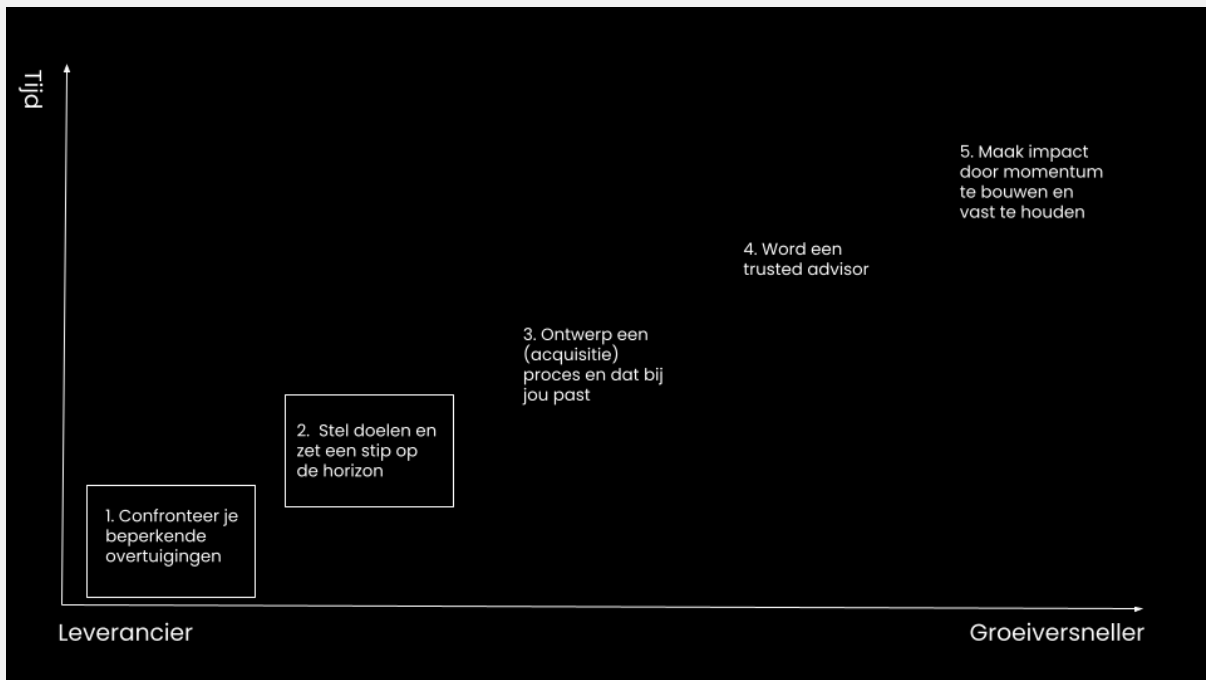 Tijd
5. Maak impact
door momentum
te bouwen en
vast te houden
4. Word een
trusted advisor
3. Ontwerp een
(acquisitie)
proces en dat bij
jou past
2.  Stel doelen en
zet een stip op
de horizon
1. Confronteer je
beperkende
overtuigingen
Leverancier
Groeiversneller